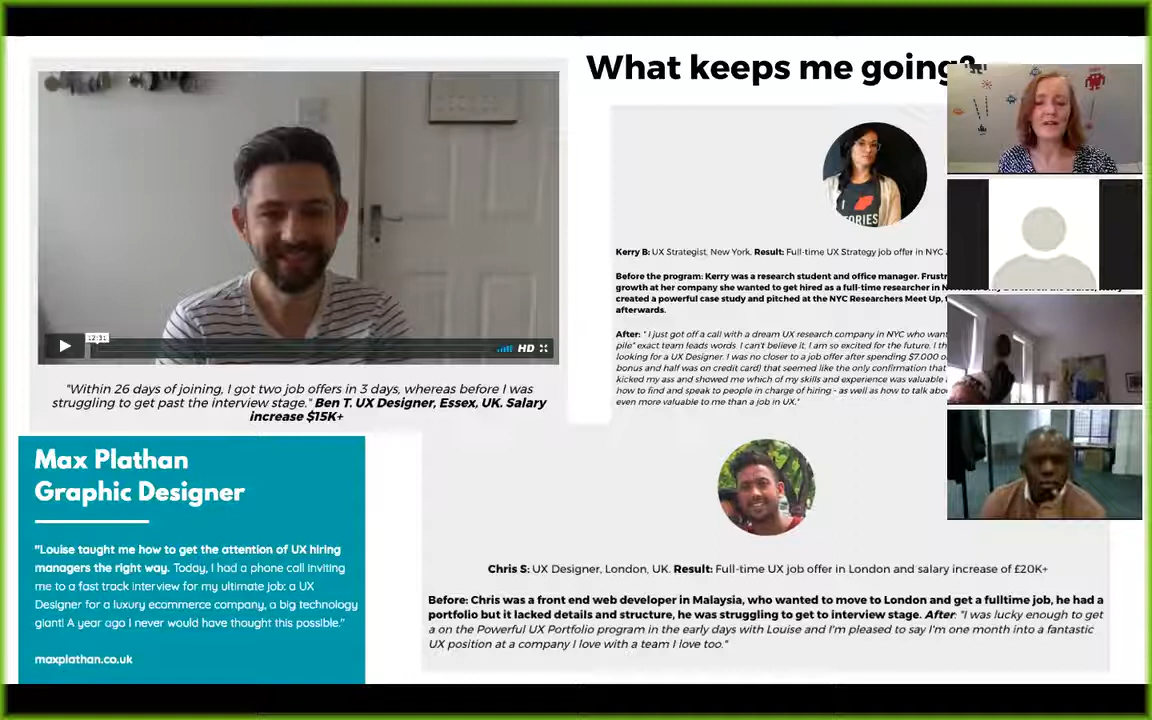 What keeps me going?
12:31
HD
"Within 26 days of joining, I got two job offers in 3 days, whereas before I was
struggling to get past the interview stage." Ben T. UX Designer, Essex, UK. Salary
increase $15K+
Kerry B: UX Strategist, New York. Result: Full-time UX Strategy job offer in NYC
Before the program: Kerry was a research student and office manager.
growth at her company she wanted to get hired as a full-time researcher in
created a powerful case study and pitched at the NYC Researchers Meet Up,
afterwards.
After: " I just got off a call with a dream UX research company in NYC who
pile" exact team leads words. I can't believe it, I am so excited for the future.
looking for a UX Designer. I was no closer to a job offer after spending $7,000
bonus and half was on credit card) that seemed like the only confirmation that
kicked my ass and showed me which of my skills and experience was valuable
how to find and speak to people in charge of hiring - as well as how to talk
even more valuable to me than a job in UX."
Max Plathan
Graphic Designer
"Louise taught me how to get the attention of UX hiring
managers the right way. Today, I had a phone call inviting
me to a fast track interview for my ultimate job: a UX
Designer for a luxury ecommerce company, a big technology
giant! A year ago I never would have thought this possible."
maxplathan.co.uk
Chris S: UX Designer, London, UK. Result: Full-time UX job offer in London and salary increase of £20K+
Before: Chris was a front end web developer in Malaysia, who wanted to move to London and get a fulltime job, he had a
portfolio but it lacked details and structure, he was struggling to get to interview stage. After: "I was lucky enough to get
a on the Powerful UX Portfolio program in the early days with Louise and I'm pleased to say I'm one month into a fantastic
UX position at a company I love with a team I love too."